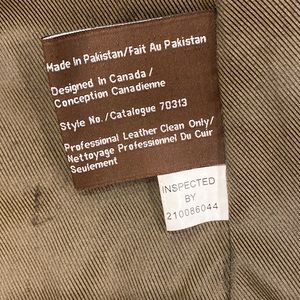 Made In Pakistan/Fait Au Pakistan
Designed In Canada/
Conception Canadienne
Style No./Catalogue 70313
Professional Leather Clean Only/
Nettoyage Professionnel Du Cuir
Seulement
INSPECTED
BY
210086044